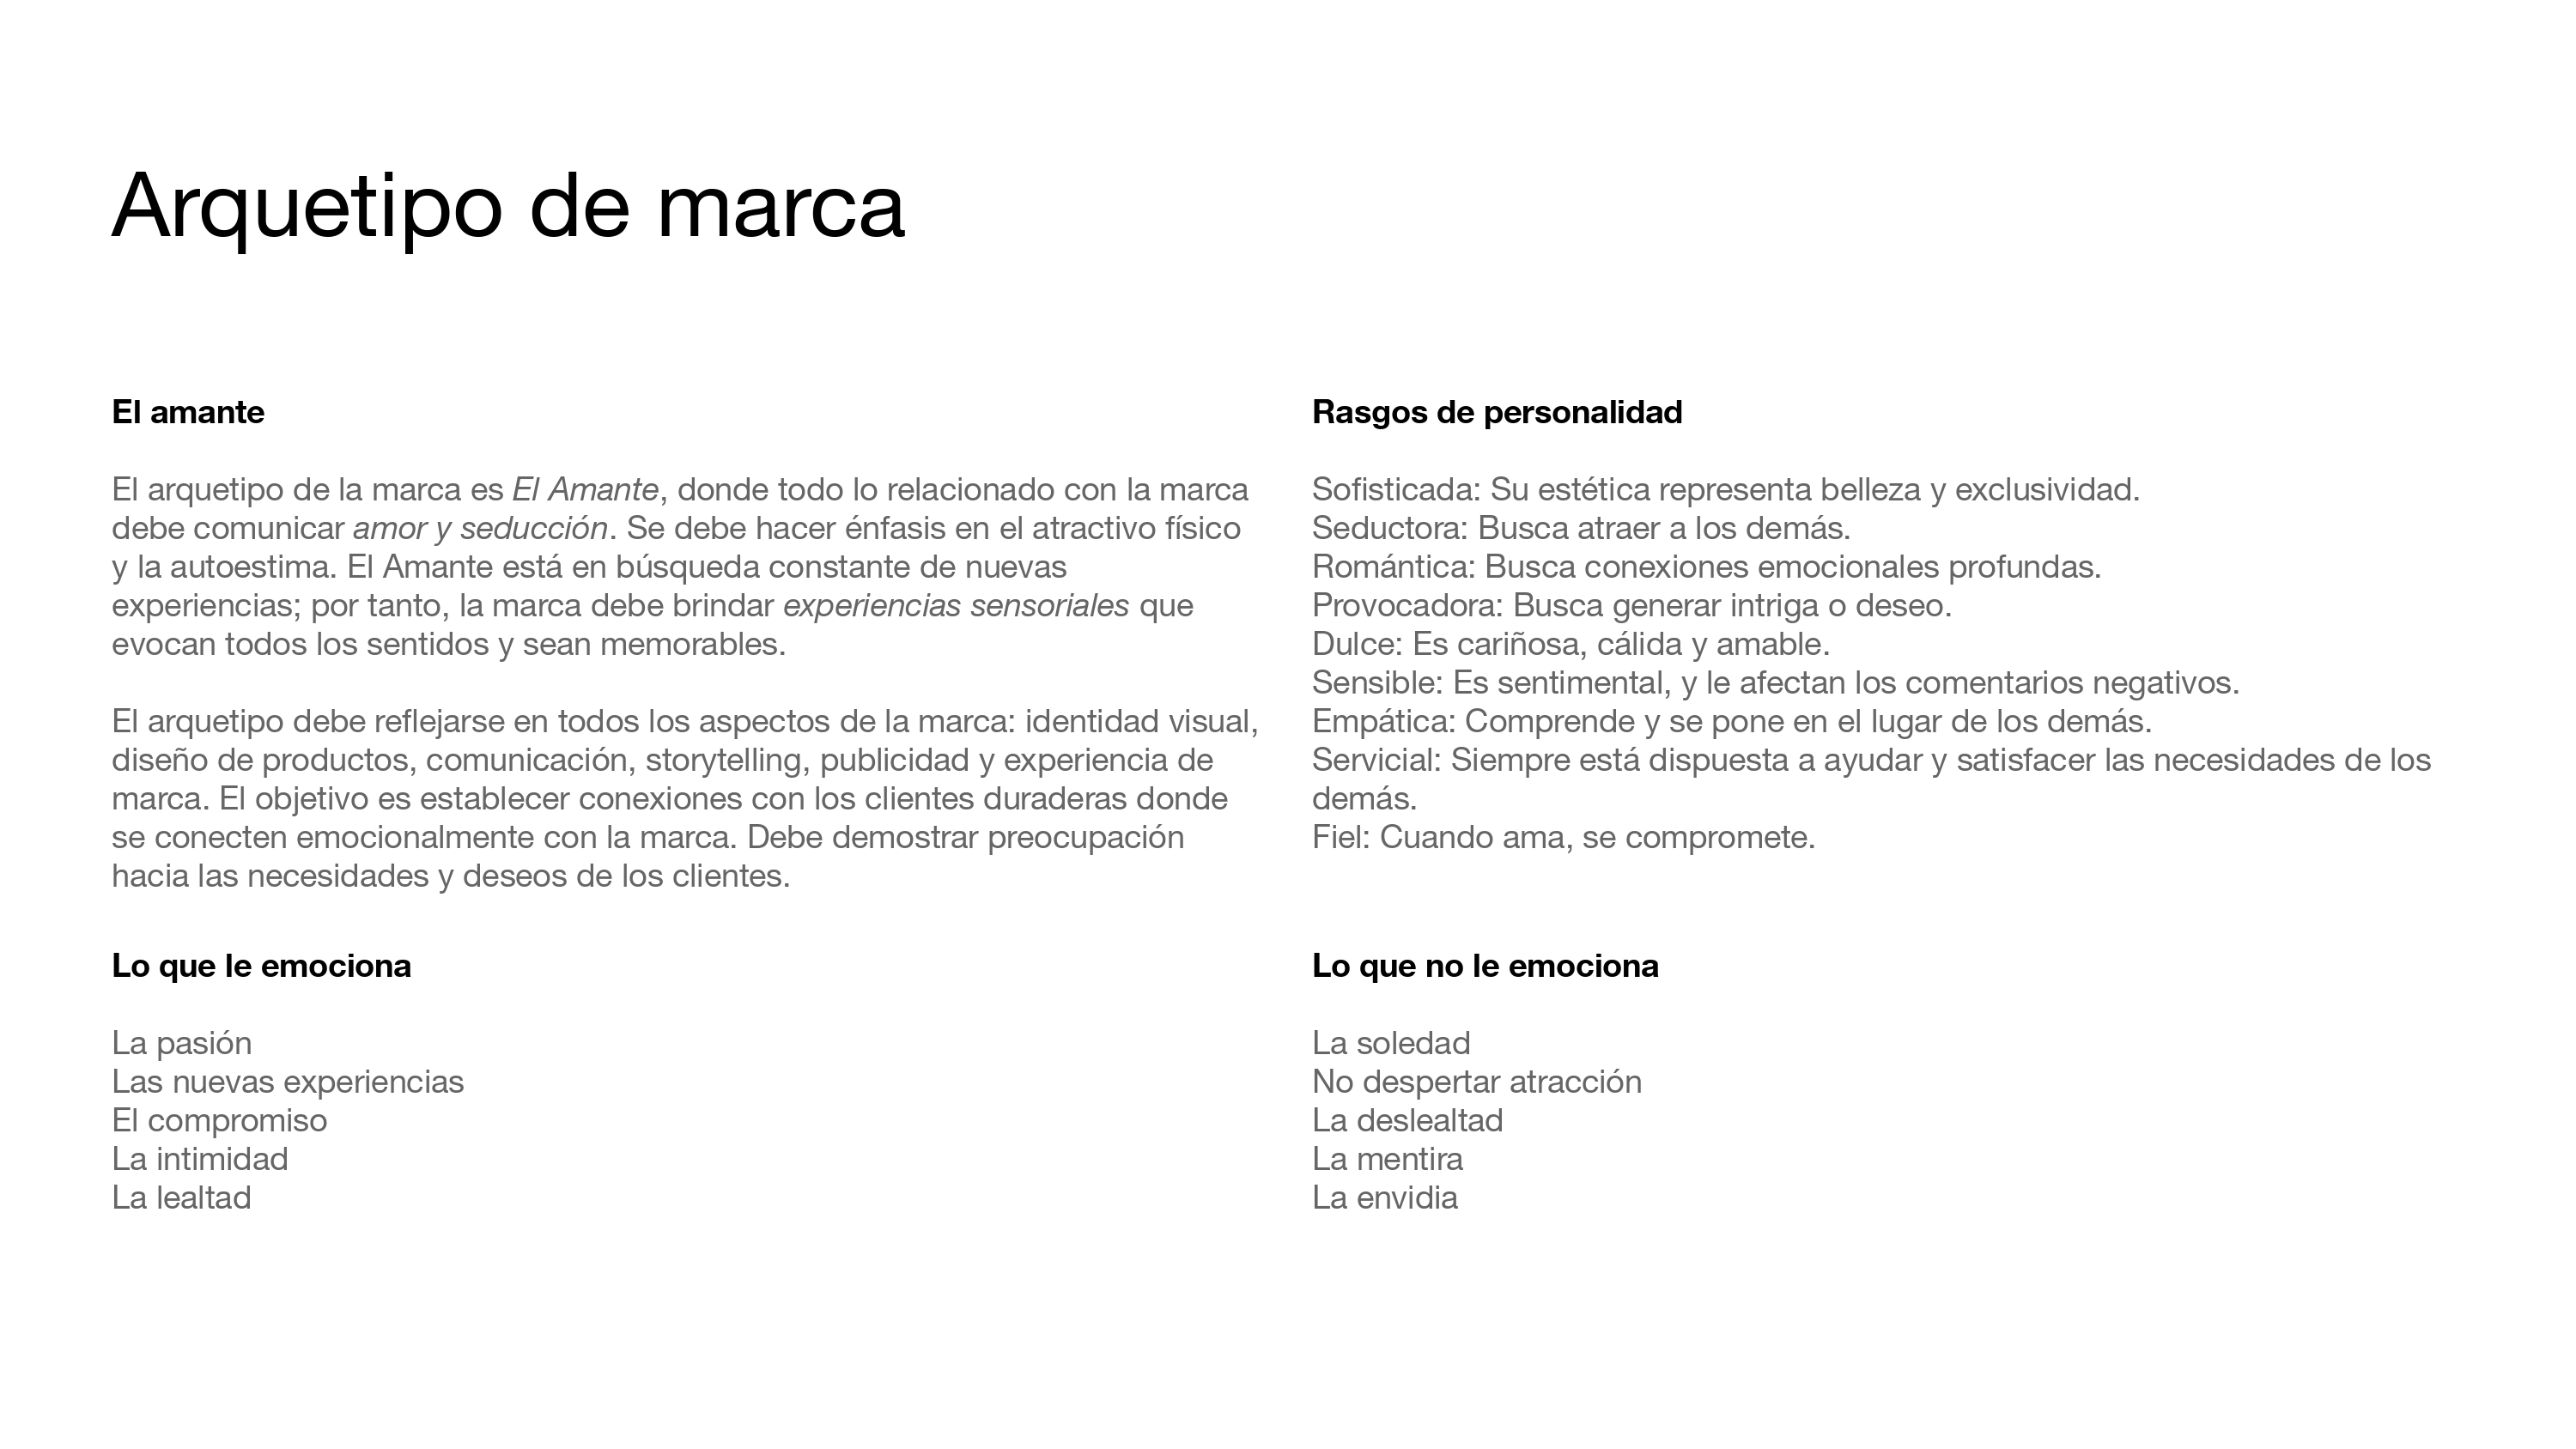 Arquetipo de marca
El amante
El arquetipo de la marca es El Amante, donde todo lo relacionado con la marca
debe comunicar amor y seducción. Se debe hacer énfasis en el atractivo físico
y la autoestima. El Amante está en búsqueda constante de nuevas
experiencias; por tanto, la marca debe brindar experiencias sensoriales que
evocan todos los sentidos y sean memorables.
El arquetipo debe reflejarse en todos los aspectos de la marca: identidad visual,
diseño de productos, comunicación, storytelling, publicidad y experiencia de
marca. El objetivo es establecer conexiones con los clientes duraderas donde
se conecten emocionalmente con la marca. Debe demostrar preocupación
hacia las necesidades y deseos de los clientes.
Rasgos de personalidad
Sofisticada: Su estética representa belleza y exclusividad.
Seductora: Busca atraer a los demás.
Romántica: Busca conexiones emocionales profundas.
Provocadora: Busca generar intriga o deseo.
Dulce: Es cariñosa, cálida y amable.
Sensible: Es sentimental, y le afectan los comentarios negativos.
Empática: Comprende y se pone en el lugar de los demás.
Servicial: Siempre está dispuesta a ayudar y satisfacer las necesidades de los
demás.
Fiel: Cuando ama, se compromete.
Lo que le emociona
La pasión
Las nuevas experiencias
El compromiso
La intimidad
La lealtad
Lo que no le emociona
La soledad
No despertar atracción
La deslealtad
La mentira
La envidia